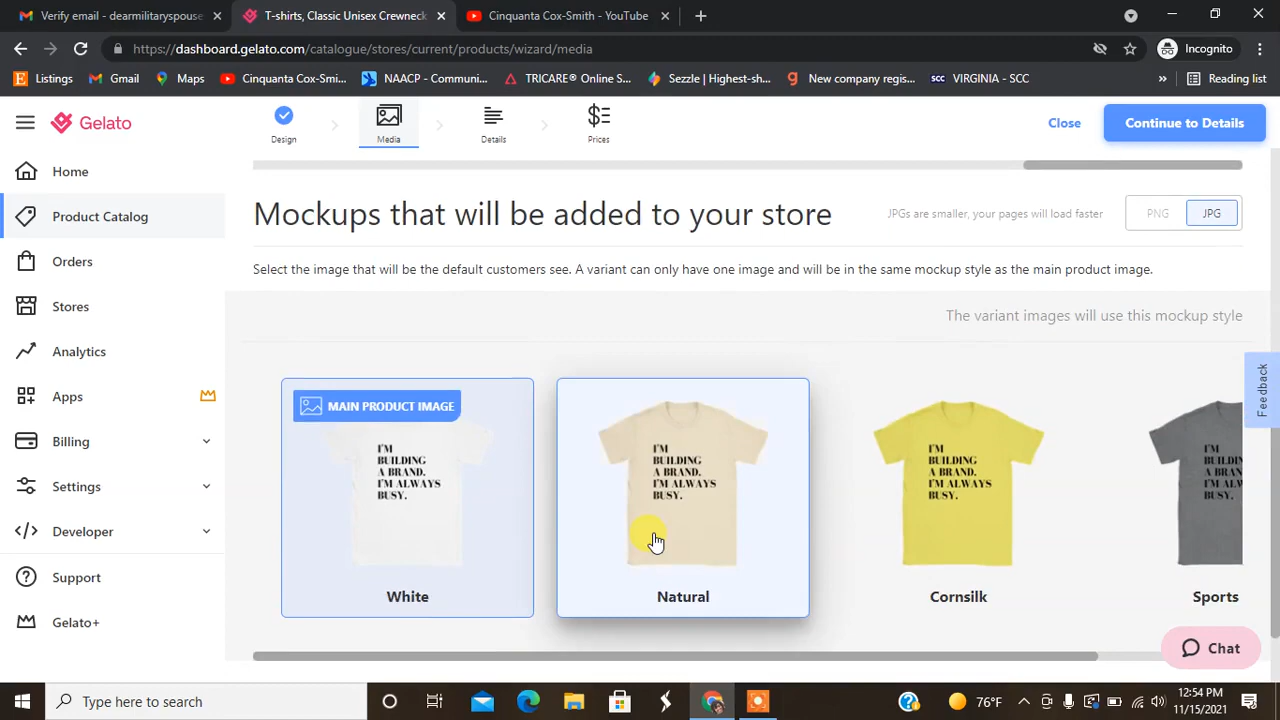 Verify email - dearmilitaryspouse
T-shirts, Classic Unisex Crewneck
Cinquanta Cox-Smith - YouTube
https://dashboard.gelato.com/catalogue/stores/current/products/wizard/media
Incognito
Listings
Gmail
Maps
Cinquanta Cox-Smi...
NAACP - Communi...
TRICARE® Online S...
Sezzle | Highest-sh...
New company regis...
SCC
VIRGINIA - SCC
»
Reading list
Gelato
Design
Media
Details
Prices
Close
Continue to Details
Home
Product Catalog
Orders
Stores
Analytics
Apps
Billing
Settings
Developer
Support
Gelato+
Mockups that will be added to your store
JPGs are smaller, your pages will load faster
PNG
JPG
Select the image that will be the default customers see. A variant can only have one image and will be in the same mockup style as the main product image.
The variant images will use this mockup style
MAIN PRODUCT IMAGE
I'M
BUILDING
A BRAND.
I'M ALWAYS
BUSY.
White
I'M
BUILDING
A BRAND.
I'M ALWAYS
BUSY.
Natural
I'M
BUILDING
A BRAND.
I'M ALWAYS
BUSY.
Cornsilk
I'M
BUILDIN
A BRAN
I'M ALW
BUSY.
Sports
Feedback
Chat
Type here to search
76°F
12:54 PM
11/15/2021